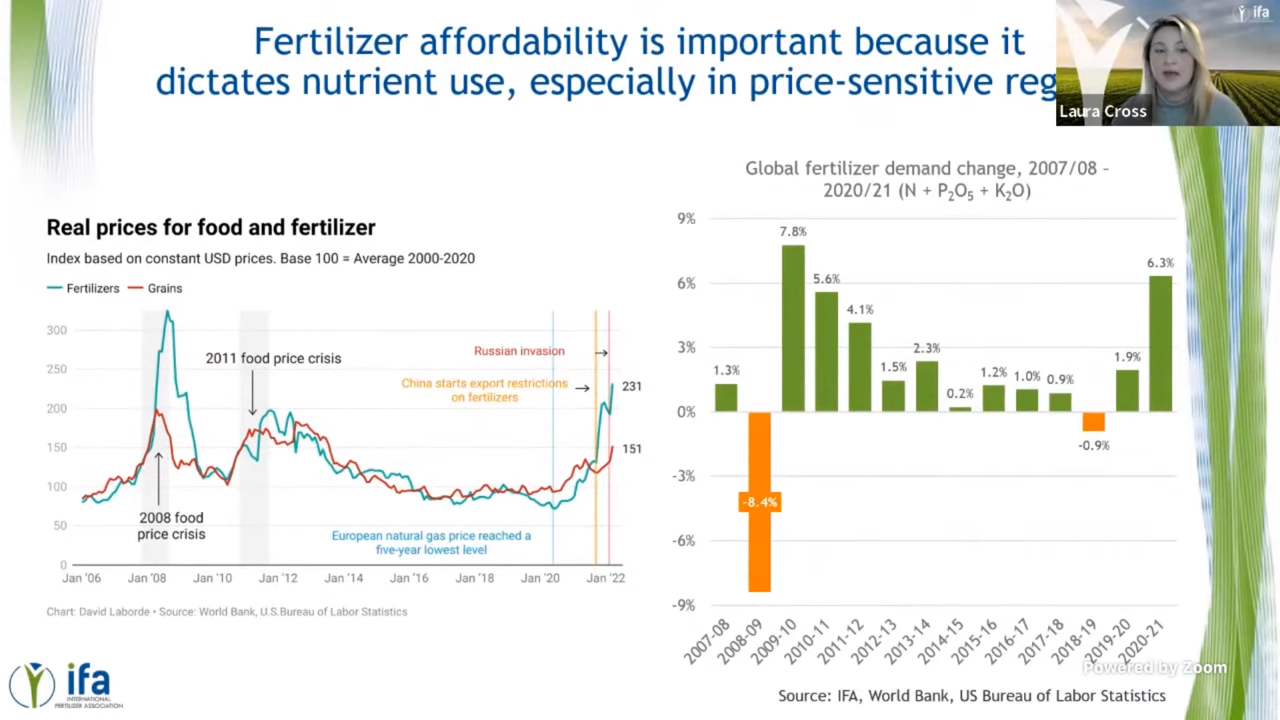 Fertilizer affordability is important because it
dictates nutrient use, especially in price-sensitive reg
ifa
Laura Cross
Real prices for food and fertilizer
Index based on constant USD prices. Base 100 = Average 2000-2020
Fertilizers Grains
300
250
200
150
100
50
0
2008 food
price crisis
2011 food price crisis
Russian invasion
China starts export restrictions
on fertilizers
European natural gas price reached a
five-year lowest level
231
151
Jan '06 Jan '08 Jan '10 Jan '12 Jan '14 Jan '16 Jan '18 Jan '20 Jan '22
Chart: David Laborde • Source: World Bank, U.S.Bureau of Labor Statistics
Global fertilizer demand change, 2007/08 –
2020/21 (N + P₂O₅ + K₂O)
9%
6%
3%
0%
-3%
-6%
-9%
1.3% -8.4% 7.8% 5.6% 4.1% 1.5% 2.3% 0.2% 1.2% 1.0% 0.9% -0.9% 1.9% 6.3%
2007-08 2008-09 2009-10 2010-11 2011-12 2012-13 2013-14 2014-15 2015-16 2016-17 2017-18 2018-19 2019-20 2020-21
Powered by Zoom
Source: IFA, World Bank, US Bureau of Labor Statistics
ifa
INTERNATIONAL
FERTILIZER ASSOCIATION